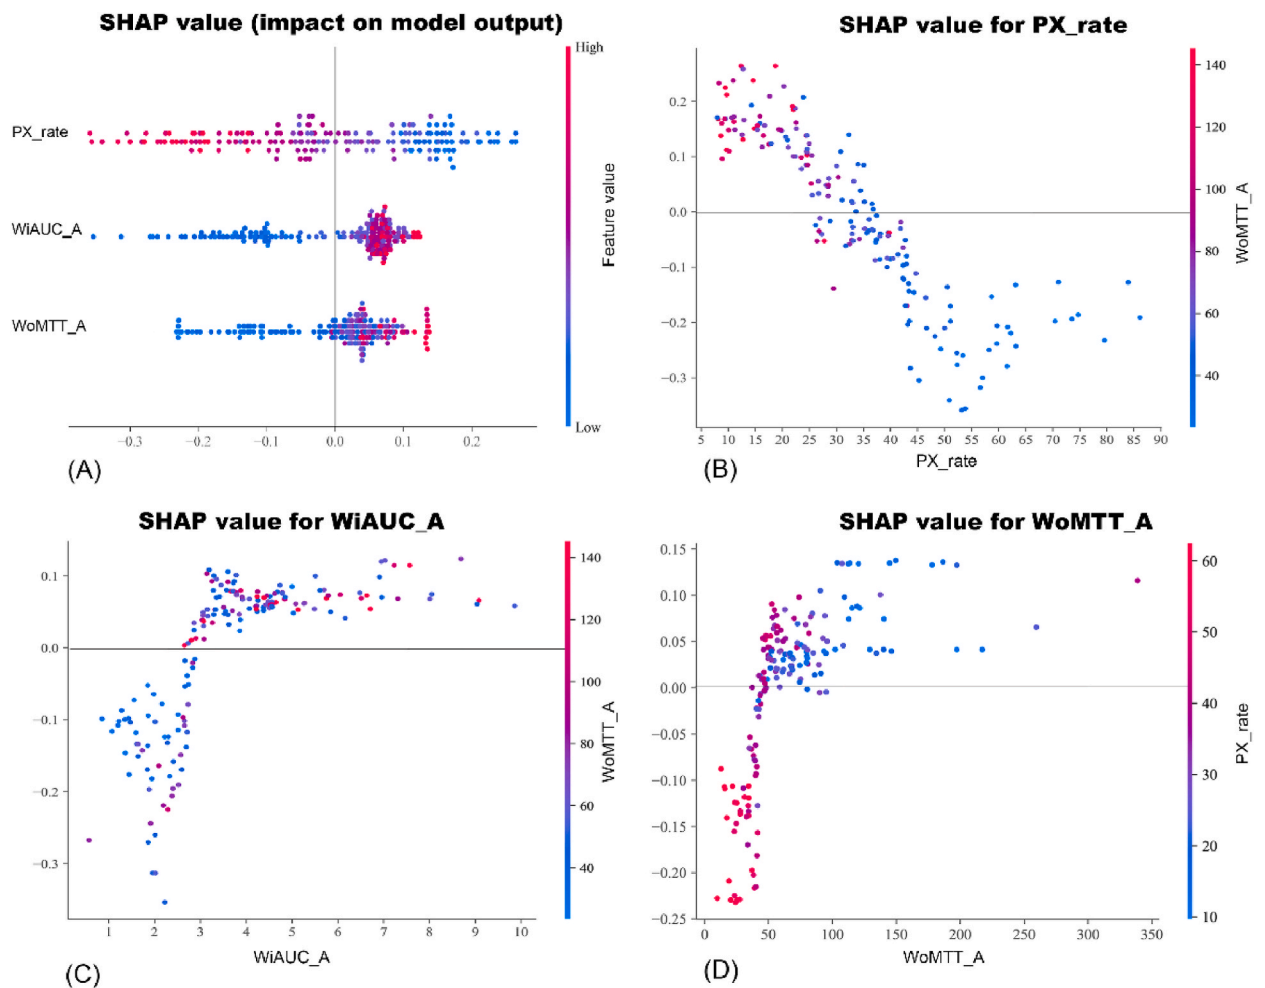 SHAP value (impact on model output)
High
PX_rate
WiAUC_A
WoMTT_A
Feature value
Low
−0.3 −0.2 −0.1 0.0 0.1 0.2
(A)
SHAP value for PX_rate
0.2
0.1
0.0
−0.1
−0.2
−0.3
5 10 15 20 25 30 35 40 45 50 55 60 65 70 75 80 85 90
PX_rate
140
120
100
80
60
40
WoMTT_A
(B)
SHAP value for WiAUC_A
0.1
0.0
−0.1
−0.2
−0.3
1 2 3 4 5 6 7 8 9 10
WiAUC_A
140
120
100
80
60
40
WoMTT_A
(C)
SHAP value for WoMTT_A
0.15
0.10
0.05
0.00
−0.05
−0.10
−0.15
−0.20
−0.25
0 50 100 150 200 250 300 350
WoMTT_A
60
50
40
30
20
10
PX_rate
(D)